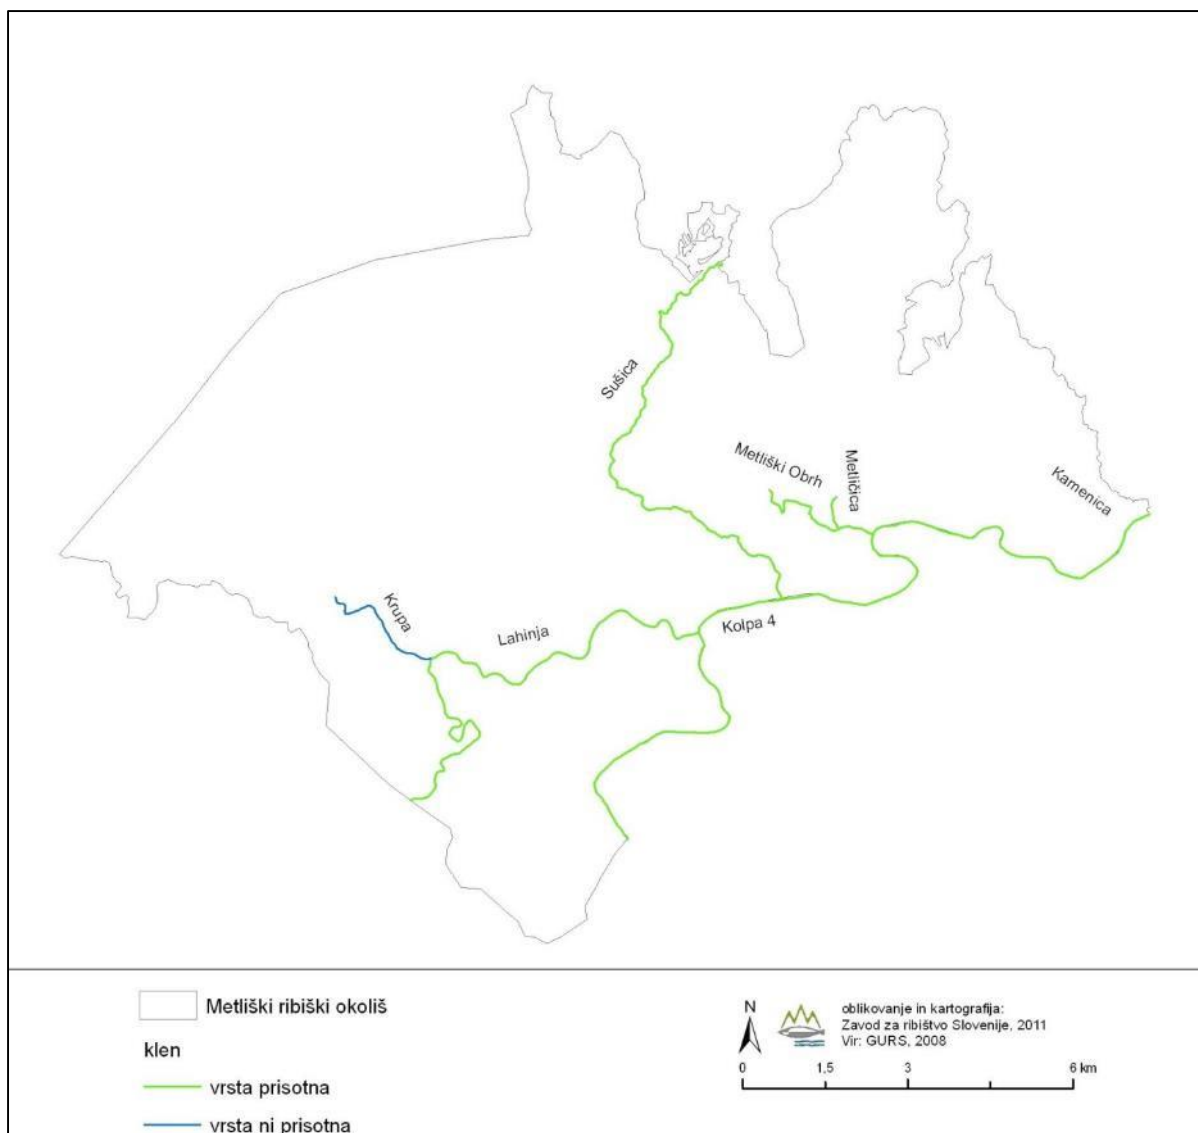 Sušica
Metliški Obrh
Metličica
Kamenica
Krupa
Lahinja
Kolpa 4
Metliški ribiški okoliš
klen
vrsta prisotna
vrsta ni prisotna
N
oblikovanje in kartografija:
Zavod za ribištvo Slovenije, 2011
Vir: GURS, 2008
0 1,5 3 6 km